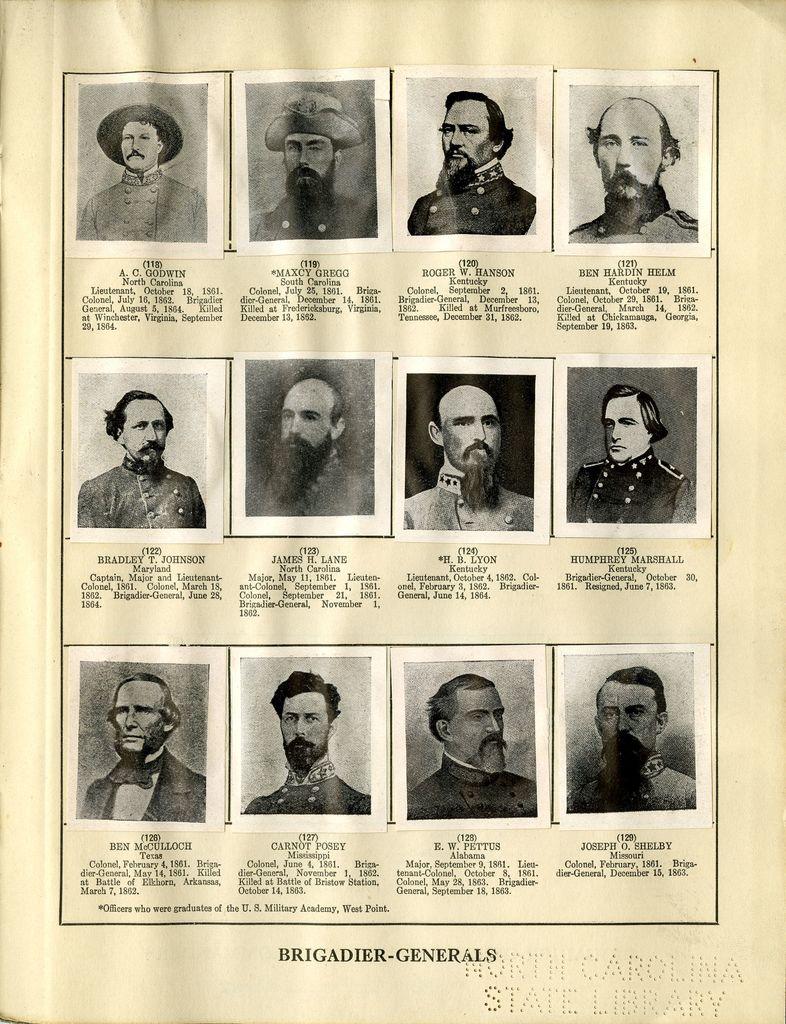 (118)
A. C. GODWIN
North Carolina
Lieutenant, October 18, 1861.
Colonel, July 16, 1862. Brigadier
General, August 5, 1864. Killed
at Winchester, Virginia, September
29, 1864.
(119)
*MAXCY GREGG
South Carolina
Colonel, July 25, 1861. Briga-
dier-General, December 14, 1861.
Killed at Fredericksburg, Virginia,
December 13, 1862.
(120)
ROGER W. HANSON
Kentucky
Colonel, September 2, 1861.
Brigadier-General, December 13,
1862. Killed at Murfreesboro,
Tennessee, December 31, 1862.
(121)
BEN HARDIN HELM
Kentucky
Lieutenant, October 19, 1861.
Colonel, October 29, 1861. Briga-
dier-General, March 14, 1862.
Killed at Chickamauga, Georgia,
September 19, 1863.
(122)
BRADLEY T. JOHNSON
Maryland
Captain, Major and Lieutenant-
Colonel, 1861. Colonel, March 18,
1862. Brigadier-General, June 28,
1864.
(123)
JAMES H. LANE
North Carolina
Major, May 11, 1861. Lieuten-
ant-Colonel, September 1, 1861.
Colonel, September 21, 1861.
Brigadier-General, November 1,
1862.
(124)
*H. B. LYON
Kentucky
Lieutenant, October 4, 1862. Col-
onel, February 3, 1862. Brigadier-
General, June 14, 1864.
(125)
HUMPHREY MARSHALL
Kentucky
Brigadier-General, October 30,
1861. Resigned, June 7, 1863.
(126)
BEN McCULLOCH
Texas
Colonel, February 4, 1861. Briga-
dier-General, May 14, 1861. Killed
at Battle of Elkhorn, Arkansas,
March 7, 1862.
(127)
CARNOT POSEY
Mississippi
Colonel, June 4, 1861. Briga-
dier-General, November 1, 1862.
Killed at Battle of Bristow Station,
October 14, 1863.
(128)
E. W. PETTUS
Alabama
Major, September 9, 1861. Lieu-
tenant-Colonel, October 8, 1861.
Colonel, May 28, 1863. Brigadier-
General, September 18, 1863.
(129)
JOSEPH O. SHELBY
Missouri
Colonel, February, 1861. Briga-
dier-General, December 15, 1863.
*Officers who were graduates of the U. S. Military Academy, West Point.
BRIGADIER-GENERALS
NORTH CAROLINA
STATE LIBRARY